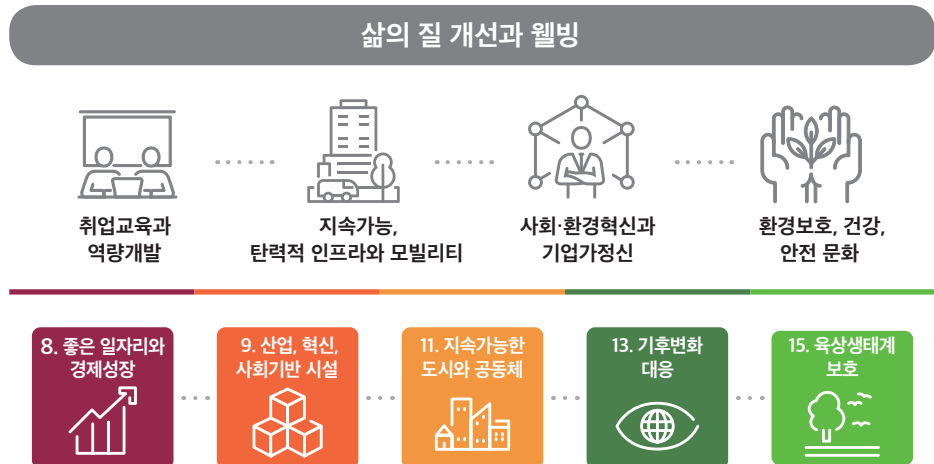 삶의 질 개선과 웰빙
취업교육과
역량개발
지속가능,
탄력적 인프라와 모빌리티
사회·환경혁신과
기업가정신
환경보호, 건강,
안전 문화
8. 좋은 일자리와
경제성장
9. 산업, 혁신,
사회기반 시설
11. 지속가능한
도시와 공동체
13. 기후변화
대응
15. 육상생태계
보호